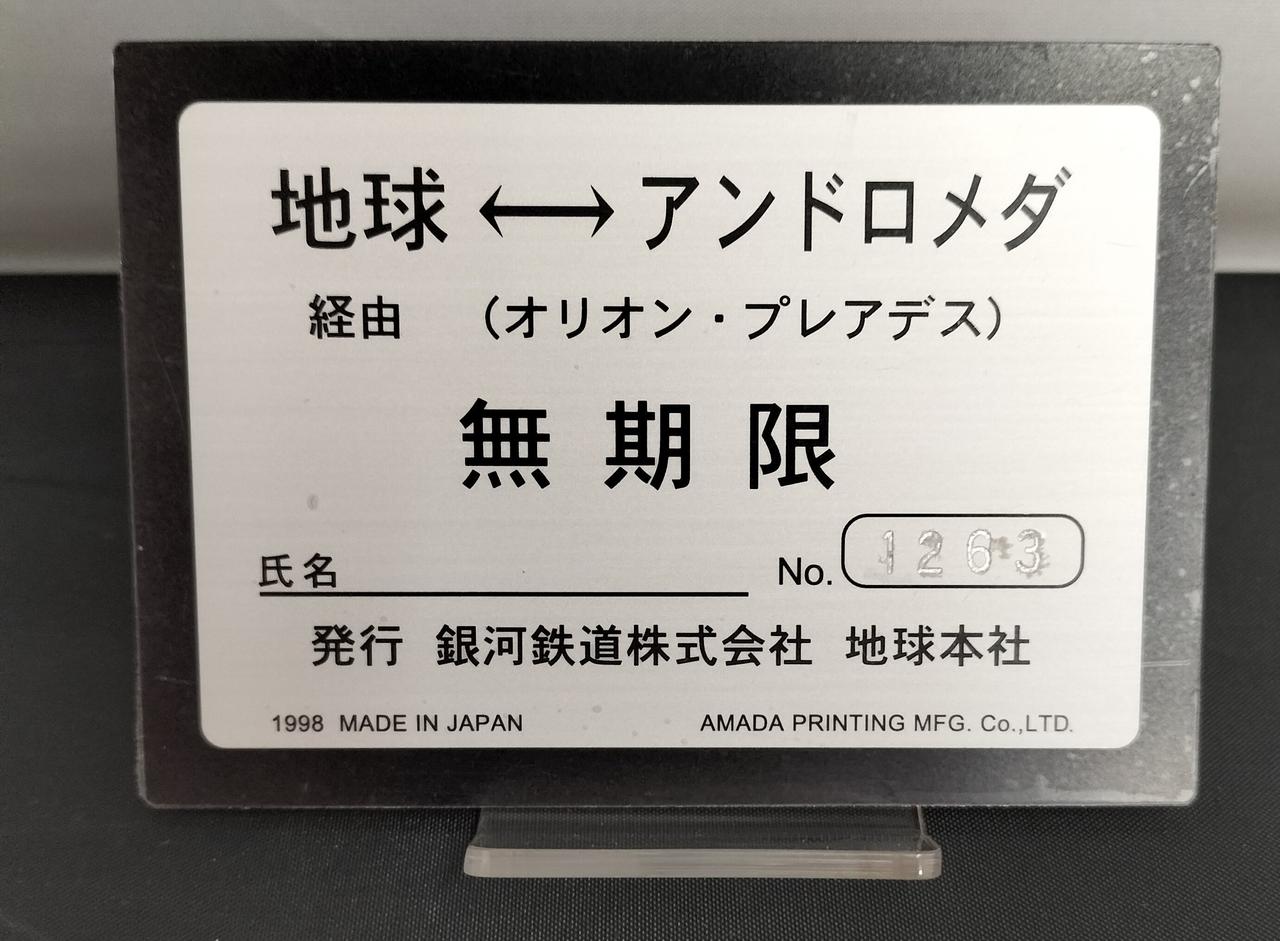 地球 ⟷ アンドロメダ
経由 （オリオン・プレアデス）
無期限
氏名 No. 1263
発行 銀河鉄道株式会社 地球本社
1998 MADE IN JAPAN AMADA PRINTING MFG. Co.,LTD.